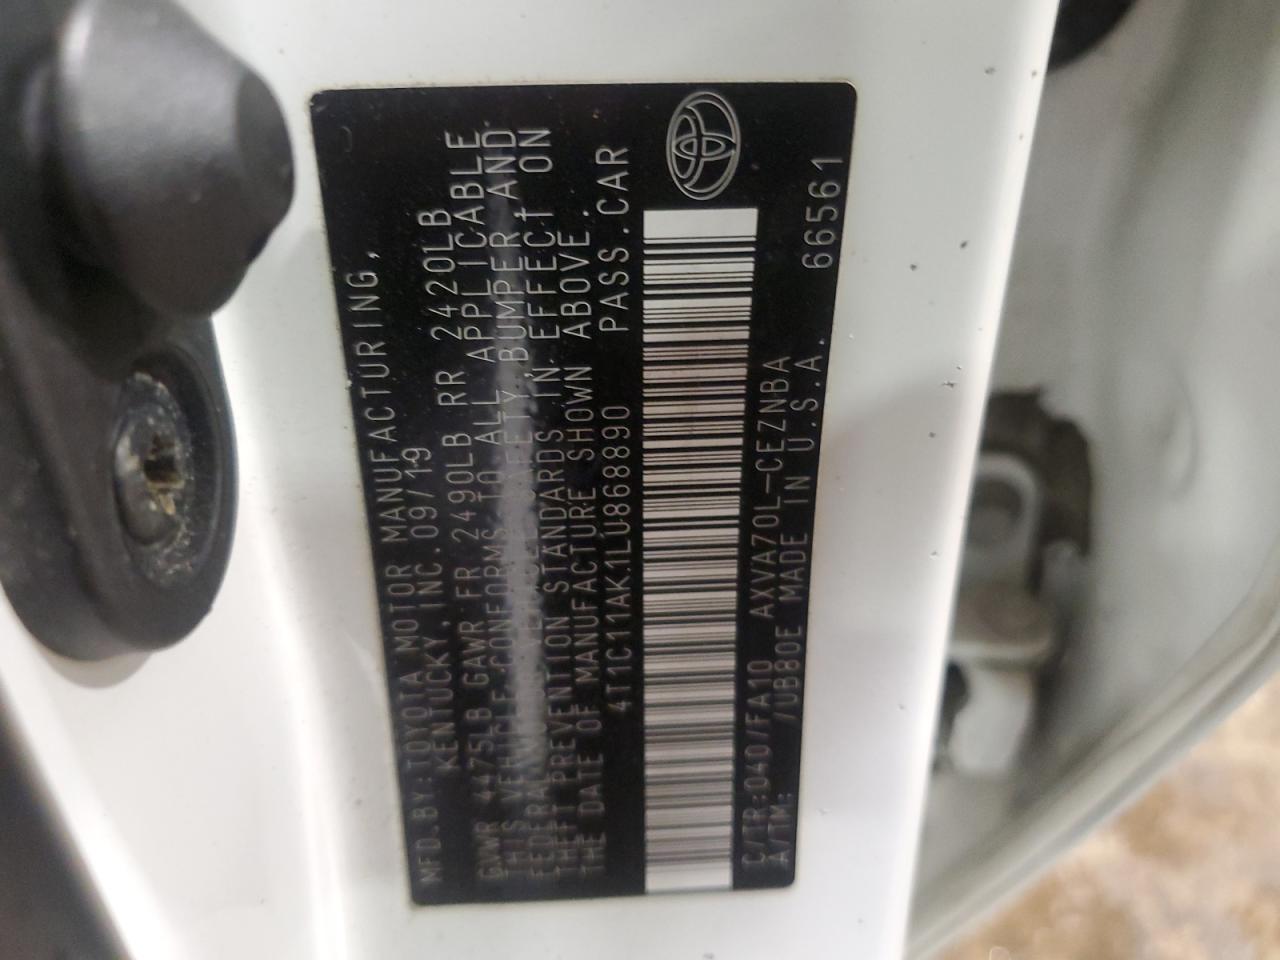 MFD.BY:TOYOTA MOTOR MANUFACTURING,
KENTUCKY,INC.09/19
GVWR 4475LB GAWR FR 2490LB RR 2420LB
THIS VEHICLE CONFORMS TO ALL APPLICABLE
FEDERAL VEHICLE SAFETY, BUMPER AND
THEFT PREVENTION STANDARDS IN EFFECT ON
THE DATE OF MANUFACTURE SHOWN ABOVE.
4T1C11AK1LU868890 PASS.CAR
C/TR:040/FA10 AXVA70L-CEZNBA
A/TM: /UB80E MADE IN U.S.A. 66561